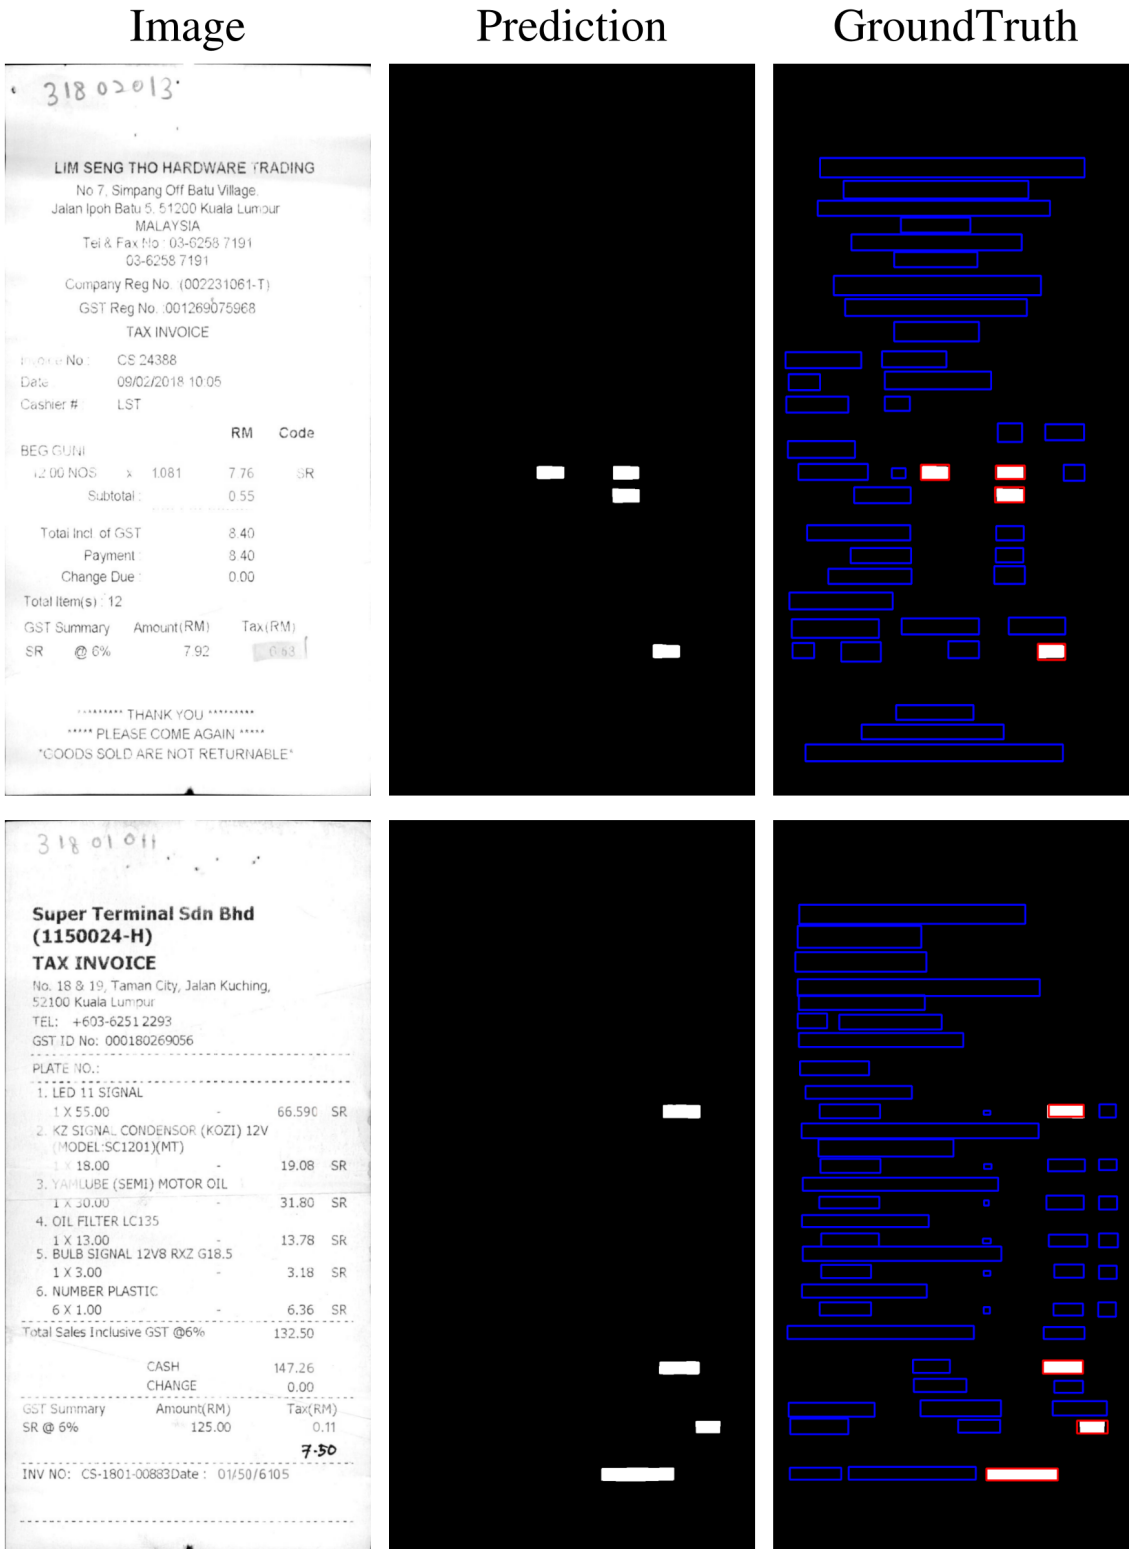 Image Prediction GroundTruth
31802013
LIM SENG THO HARDWARE TRADING
No 7, Simpang Off Batu Village,
Jalan Ipoh Batu 5, 51200 Kuala Lumpur
MALAYSIA
Tel & Fax No : 03-6258 7191
03-6258 7191
Company Reg No. (002231061-T)
GST Reg No. :001269075968
TAX INVOICE
Invoice No.: CS 24388
Date 09/02/2018 10:05
Cashier # LST
RM Code
BEG GUNI
12.00 NOS x 1.081 7.76 SR
Subtotal : 0.55
Total Incl. of GST 8.40
Payment : 8.40
Change Due : 0.00
Total Item(s) : 12
GST Summary Amount(RM) Tax(RM)
SR @ 6% 7.92 0.63
********* THANK YOU *********
***** PLEASE COME AGAIN *****
*GOODS SOLD ARE NOT RETURNABLE*
318 01 011
Super Terminal Sdn Bhd
(1150024-H)
TAX INVOICE
No. 18 & 19, Taman City, Jalan Kuching,
52100 Kuala Lumpur
TEL: +603-6251 2293
GST ID No: 000180269056
PLATE NO.:
1. LED 11 SIGNAL
1 X 55.00 - 66.590 SR
2. KZ SIGNAL CONDENSOR (KOZI) 12V
(MODEL:SC1201)(MT)
1 X 18.00 - 19.08 SR
3. YAMLUBE (SEMI) MOTOR OIL
1 X 30.00 - 31.80 SR
4. OIL FILTER LC135
1 X 13.00 - 13.78 SR
5. BULB SIGNAL 12V8 RXZ G18.5
1 X 3.00 - 3.18 SR
6. NUMBER PLASTIC
6 X 1.00 - 6.36 SR
Total Sales Inclusive GST @6% 132.50
CASH 147.26
CHANGE 0.00
GST Summary Amount(RM) Tax(RM)
SR @ 6% 125.00 0.11
7-50
INV NO: CS-1801-00883Date : 01/50/6105